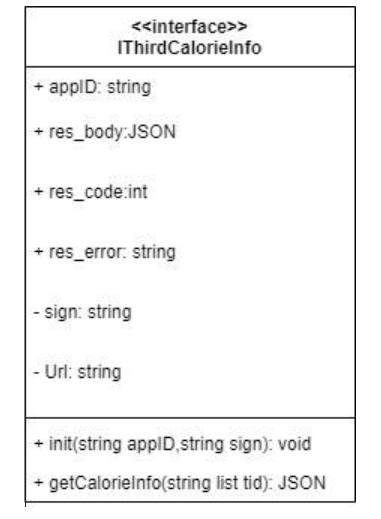 <<interface>>
IThirdCalorieInfo
+ appID: string
+ res_body:JSON
+ res_code:int
+ res_error: string
- sign: string
- Url: string
+ init(string appID,string sign): void
+ getCalorieInfo(string list tid): JSON